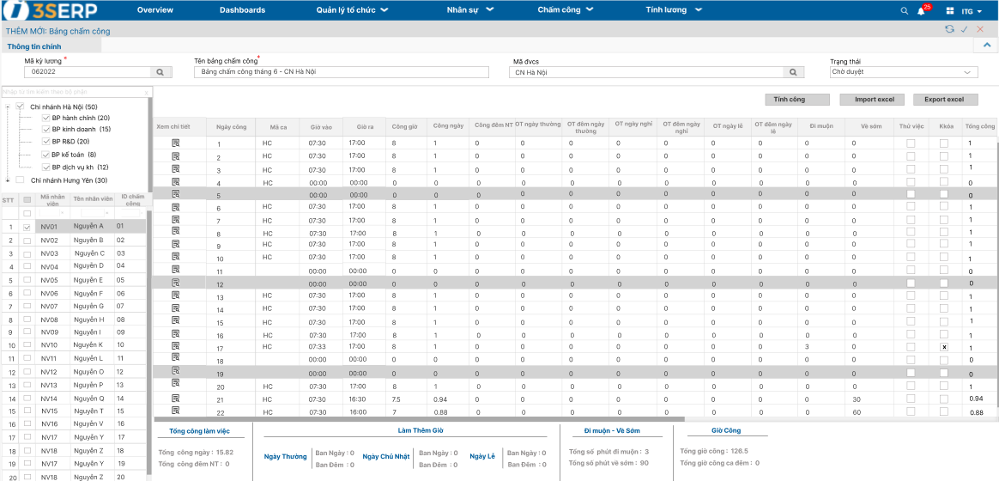 3SERP Overview Dashboards Quản lý tổ chức Nhân sự Chấm công Tính lương 25 ITG
THÊM MỚI: Bảng chấm công
Thông tin chính
Mã kỳ lương * Tên bảng chấm công * Mã đvcs Trạng thái
062022 Bảng chấm công tháng 6 - CN Hà Nội CN Hà Nội Chờ duyệt
Nhập từ tìm kiếm theo bộ phận x
Tính công Import excel Export excel
Chi nhánh Hà Nội (50)
BP hành chính (20)
BP kinh doanh (15)
BP R&D (20)
BP kế toán (8)
BP dịch vụ kh (12)
Chi nhánh Hưng Yên (30)
STT Mã nhân viên Tên nhân viên ID chấm công
1 NV01 Nguyễn A 01
2 NV02 Nguyễn B 02
3 NV03 Nguyễn C 03
4 NV04 Nguyễn D 04
5 NV05 Nguyễn E 05
6 NV06 Nguyễn F 06
7 NV07 Nguyễn G 07
8 NV08 Nguyễn H 08
9 NV09 Nguyễn I 09
10 NV10 Nguyễn K 10
11 NV11 Nguyễn L 11
12 NV12 Nguyễn O 12
13 NV13 Nguyễn P 13
14 NV14 Nguyễn Q 14
15 NV15 Nguyễn T 15
16 NV16 Nguyễn V 16
17 NV17 Nguyễn Y 17
18 NV18 Nguyễn Z 18
19 NV17 Nguyễn Y 19
20 NV18 Nguyễn Z 20
Xem chi tiết Ngày công Mã ca Giờ vào Giờ ra Công giờ Công ngày Công đêm NT OT ngày thường OT đêm ngày thường OT ngày nghỉ OT đêm ngày nghỉ OT ngày lễ OT đêm ngày lễ Đi muộn Về sớm Thử việc Khóa Tổng công
1 HC 07:30 17:00 8 1 0 0 0 0 0 0 0 0 0 1
2 HC 07:30 17:00 8 1 0 0 0 0 0 0 0 0 0 1
3 HC 07:30 17:00 8 1 0 0 0 0 0 0 0 0 0 1
4 HC 00:00 00:00 0 0 0 0 0 0 0 0 0 0 0 0
5 00:00 00:00 0 0 0 0 0 0 0 0 0 0 0 0
6 HC 07:30 17:00 8 1 0 0 0 0 0 0 0 0 0 1
7 HC 07:30 17:00 8 1 0 0 0 0 0 0 0 0 0 1
8 HC 07:30 17:00 8 1 0 0 0 0 0 0 0 0 0 1
9 HC 07:30 17:00 8 1 0 0 0 0 0 0 0 0 0 1
10 HC 07:30 17:00 8 1 0 0 0 0 0 0 0 0 0 1
11 00:00 00:00 0 0 0 0 0 0 0 0 0 0 0 0
12 00:00 00:00 0 0 0 0 0 0 0 0 0 0 0 0
13 HC 07:30 17:00 8 1 0 0 0 0 0 0 0 0 0 1
14 HC 07:30 17:00 8 1 0 0 0 0 0 0 0 0 0 1
15 HC 07:30 17:00 8 1 0 0 0 0 0 0 0 0 0 1
16 HC 07:30 17:00 8 1 0 0 0 0 0 0 0 0 0 1
17 HC 07:33 17:00 8 1 0 0 0 0 0 0 0 3 0 x 1
18 00:00 00:00 0 0 0 0 0 0 0 0 0 0 0 0
19 00:00 00:00 0 0 0 0 0 0 0 0 0 0 0 0
20 HC 07:30 17:00 8 1 0 0 0 0 0 0 0 0 0 1
21 HC 07:30 16:30 7.5 0.94 0 0 0 0 0 0 0 0 30 0.94
22 HC 07:30 16:00 7 0.88 0 0 0 0 0 0 0 0 60 0.88
Tổng công làm việc Làm Thêm Giờ Đi muộn - Về Sớm Giờ Công
Tổng công ngày : 15.82
Tổng công đêm NT : 0
Ngày Thường Ban Ngày : 0
Ban Đêm : 0
Ngày Chủ Nhật Ban Ngày : 0
Ban Đêm : 0
Ngày Lễ Ban Ngày : 0
Ban Đêm : 0
Tổng số phút đi muộn : 3
Tổng số phút về sớm : 90
Tổng giờ công : 126.5
Tổng giờ công ca đêm : 0